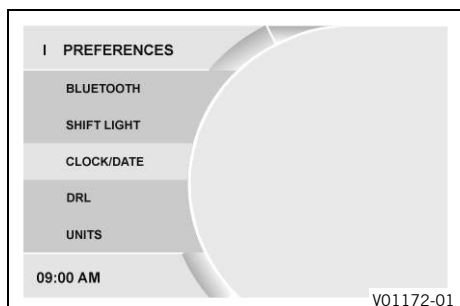 I PREFERENCES
BLUETOOTH
SHIFT LIGHT
CLOCK/DATE
DRL
UNITS
09:00 AM
V01172-01